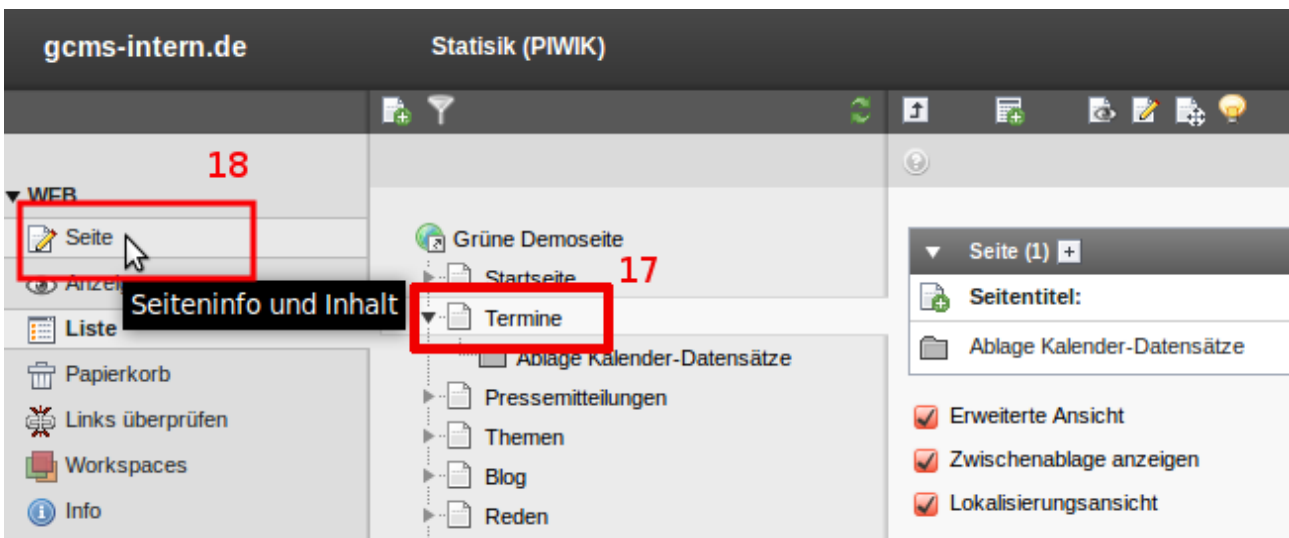 gcms-intern.de
Statisik (PIWIK)
18
WEB
Seite
Seiteninfo und Inhalt
Liste
Papierkorb
Links überprüfen
Workspaces
Info
Grüne Demoseite
Startseite
17
Termine
Ablage Kalender-Datensätze
Pressemitteilungen
Themen
Blog
Reden
Seite (1)
Seitentitel:
Ablage Kalender-Datensätze
Erweiterte Ansicht
Zwischenablage anzeigen
Lokalisierungsansicht